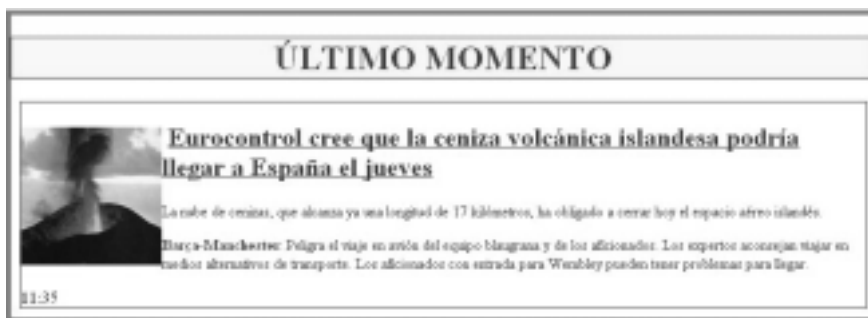 ÚLTIMO MOMENTO
Eurocontrol cree que la ceniza volcánica islandesa podría
llegar a España el jueves
La nube de cenizas, que alcanza ya una longitud de 17 kilómetros, ha obligado a cerrar hoy el espacio aéreo islandés.
Barça-Manchester: Peligra el viaje en avión del equipo blaugrana y de los aficionados. Los expertos aconsejan viajar en
medios alternativos de transporte. Los aficionados con entrada para Wembley pueden tener problemas para llegar.
11:35